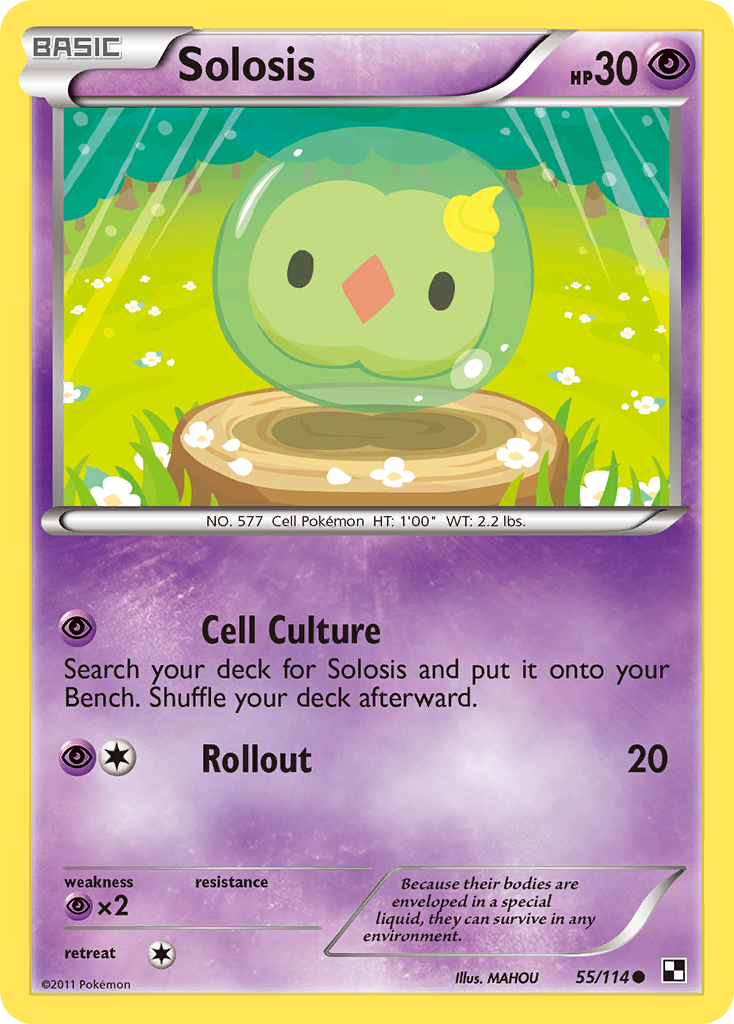 BASIC
Solosis
HP 30
NO. 577 Cell Pokémon HT: 1'00" WT: 2.2 lbs.
Cell Culture
Search your deck for Solosis and put it onto your
Bench. Shuffle your deck afterward.
Rollout 20
weakness resistance
×2
Because their bodies are
enveloped in a special
liquid, they can survive in any
environment.
retreat
©2011 Pokémon
Illus. MAHOU 55/114